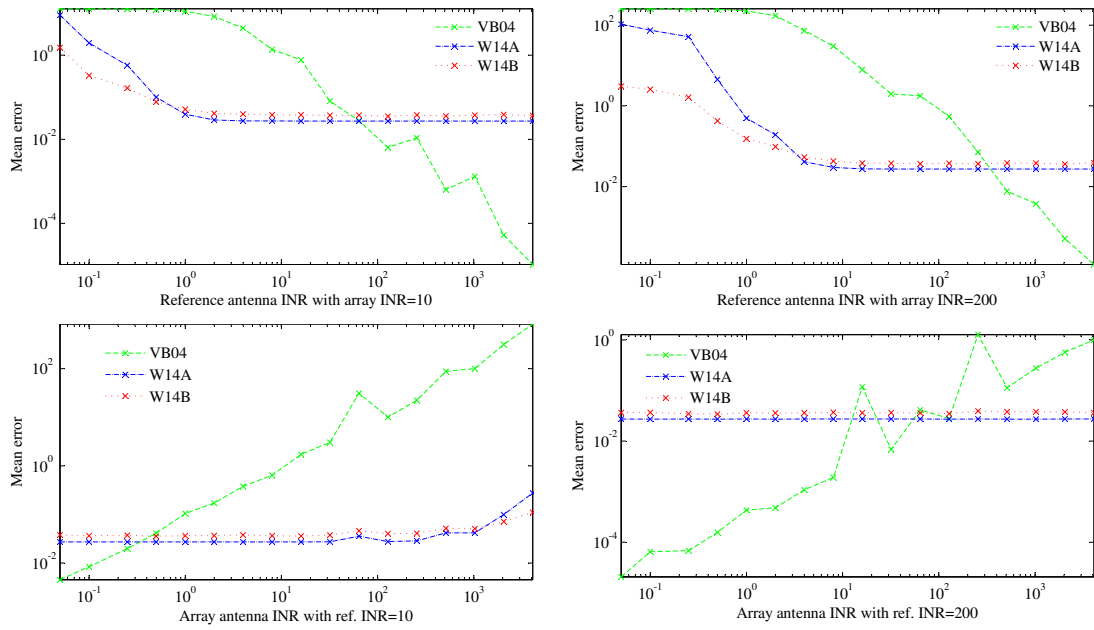 VB04
W14A
W14B
10^0
10^-2
10^-4
Mean error
10^-1 10^0 10^1 10^2 10^3
Reference antenna INR with array INR=10
VB04
W14A
W14B
10^2
10^0
10^-2
Mean error
10^-1 10^0 10^1 10^2 10^3
Reference antenna INR with array INR=200
VB04
W14A
W14B
10^2
10^0
10^-2
Mean error
10^-1 10^0 10^1 10^2 10^3
Array antenna INR with ref. INR=10
VB04
W14A
W14B
10^0
10^-2
10^-4
Mean error
10^-1 10^0 10^1 10^2 10^3
Array antenna INR with ref. INR=200